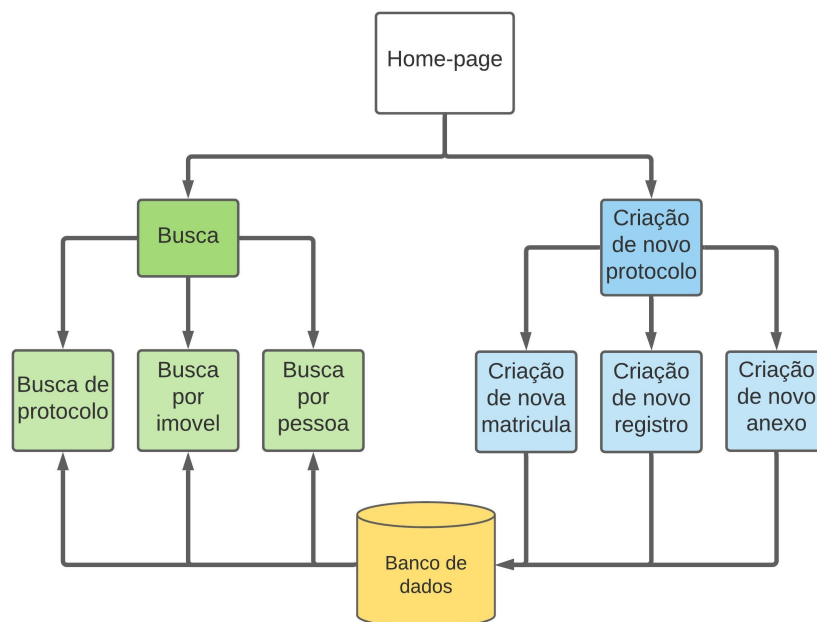 Home-page
Busca
Criação
de novo
protocolo
Busca de
protocolo
Busca
por
imovel
Busca
por
pessoa
Criação
de nova
matricula
Criação
de novo
registro
Criação
de novo
anexo
Banco de
dados